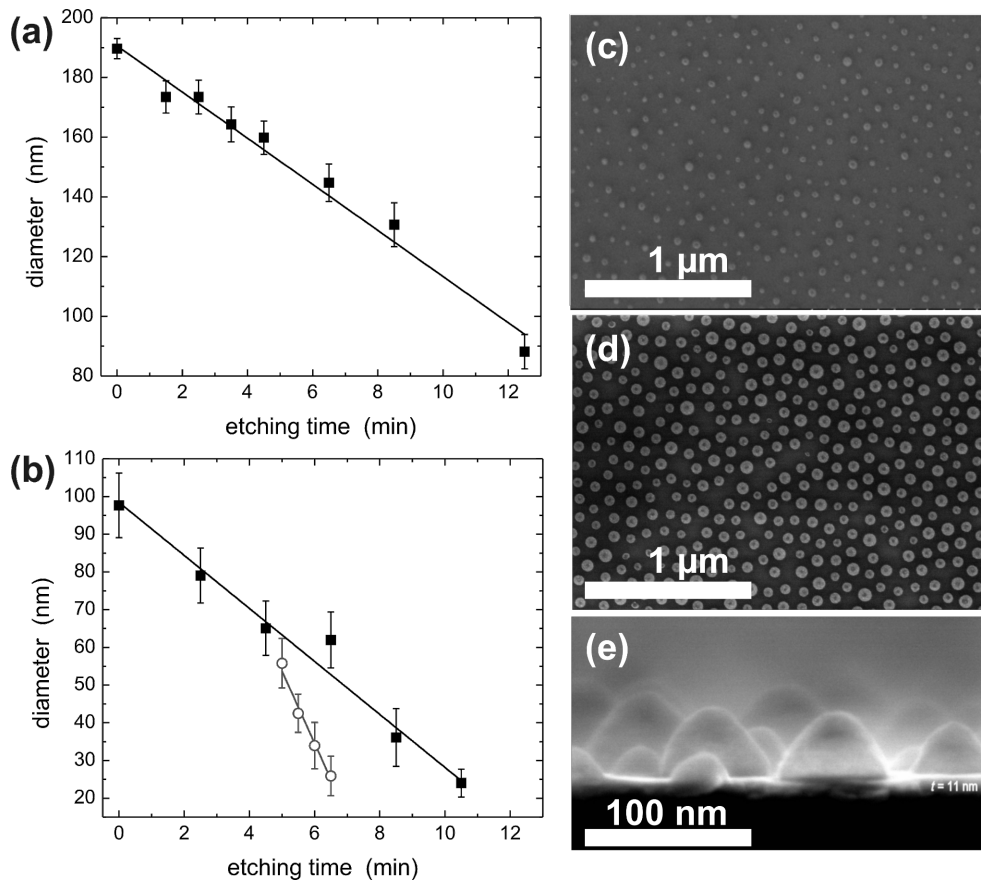 (a)
200
180
160
140
120
100
80
diameter (nm)
0 2 4 6 8 10 12
etching time (min)
(b)
110
100
90
80
70
60
50
40
30
20
diameter (nm)
0 2 4 6 8 10 12
etching time (min)
(c)
1 µm
(d)
1 µm
(e)
t = 11 nm
100 nm